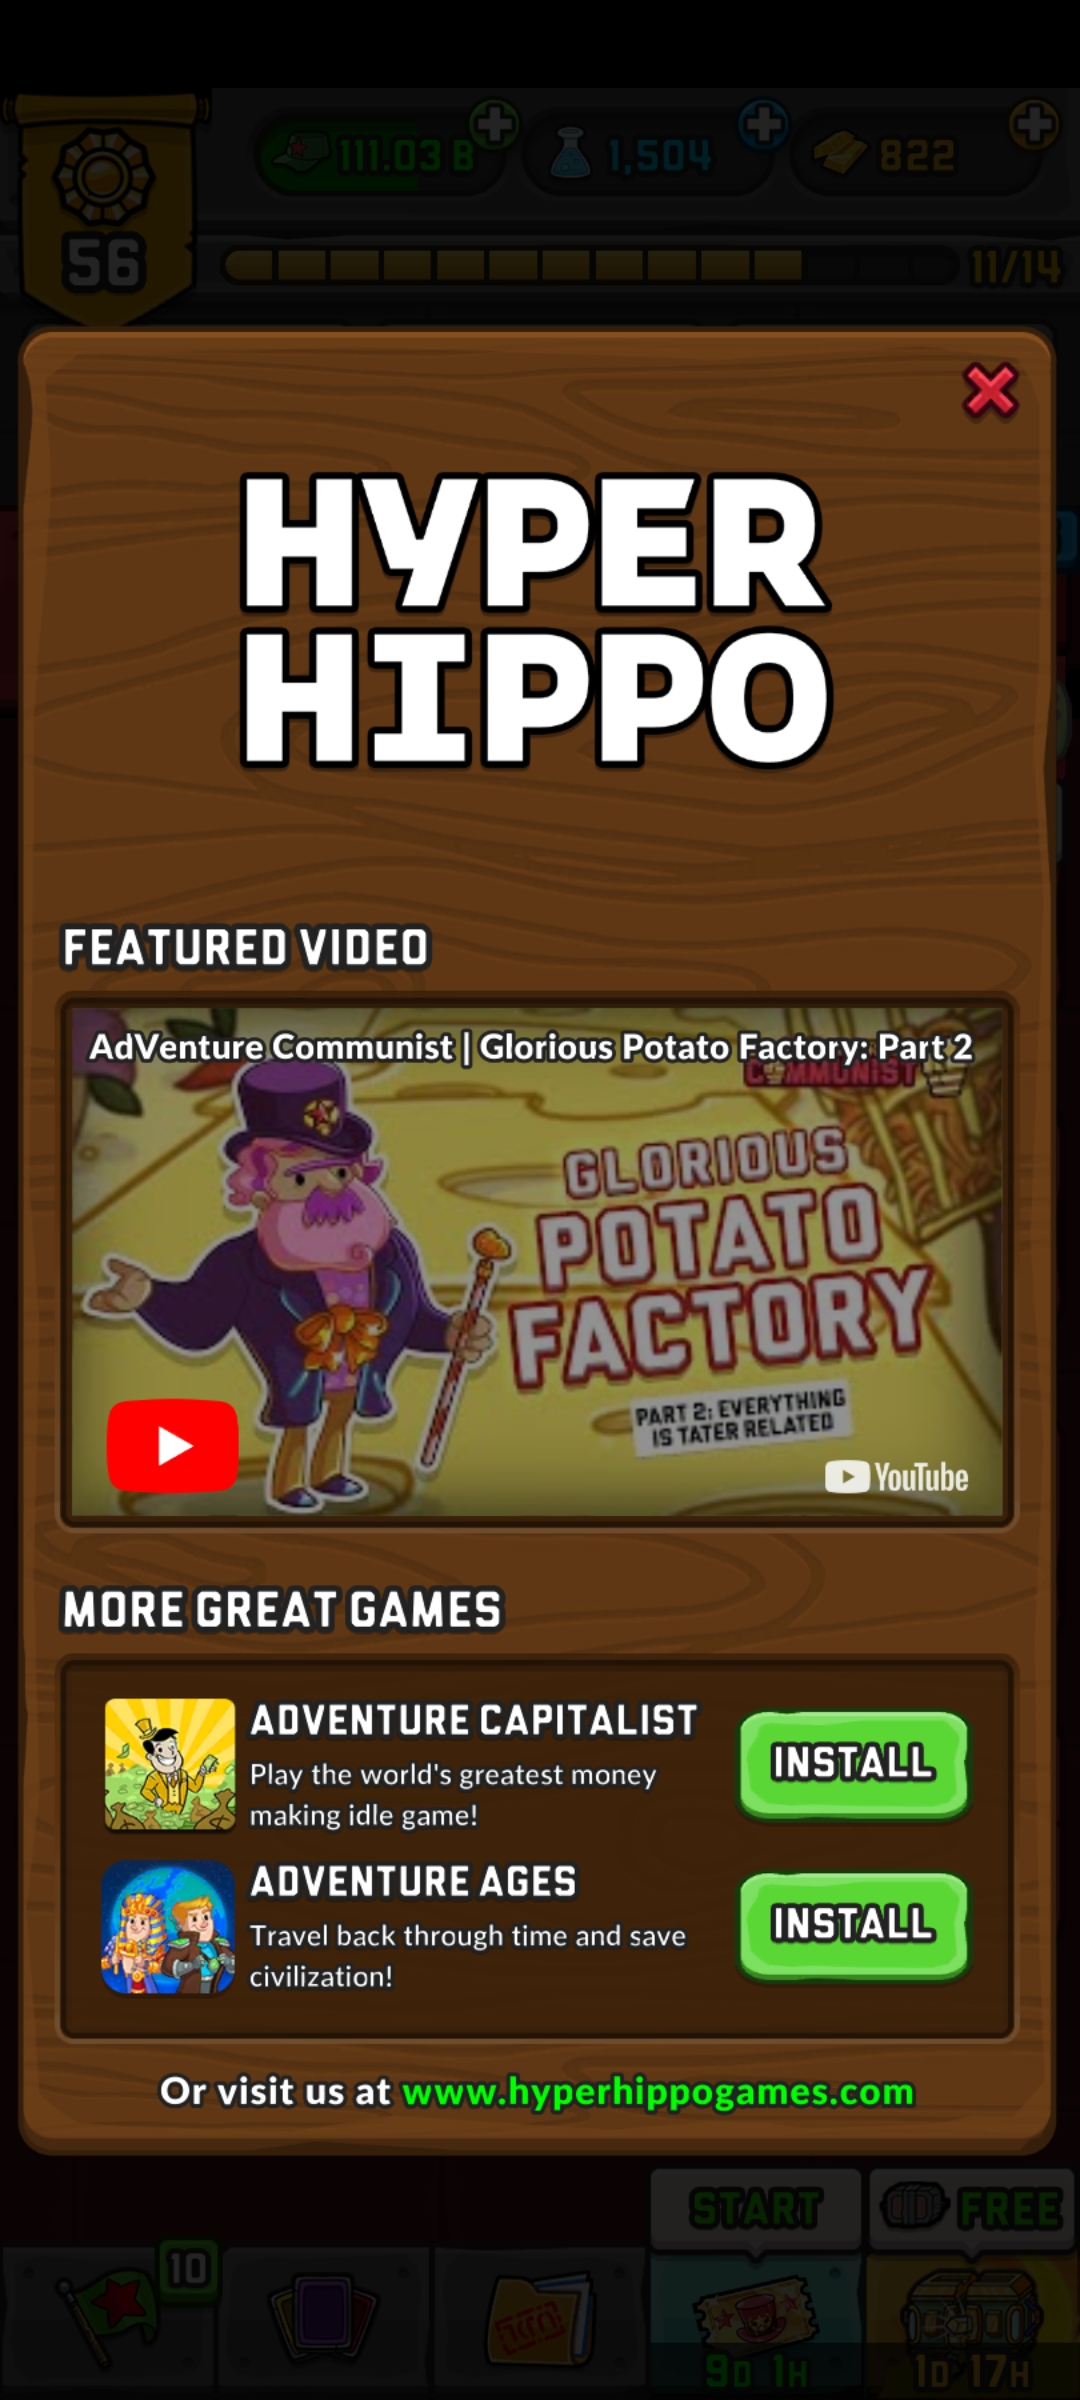 111.03 B
1,504
822
56
11/14
HYPER
HIPPO
FEATURED VIDEO
AdVenture Communist | Glorious Potato Factory: Part 2
COMMUNIST
GLORIOUS
POTATO
FACTORY
PART 2: EVERYTHING
IS TATER RELATED
YouTube
MORE GREAT GAMES
ADVENTURE CAPITALIST
Play the world's greatest money
making idle game!
INSTALL
ADVENTURE AGES
Travel back through time and save
civilization!
INSTALL
Or visit us at www.hyperhippogames.com
START
FREE
10
9D 1H
1D 17H